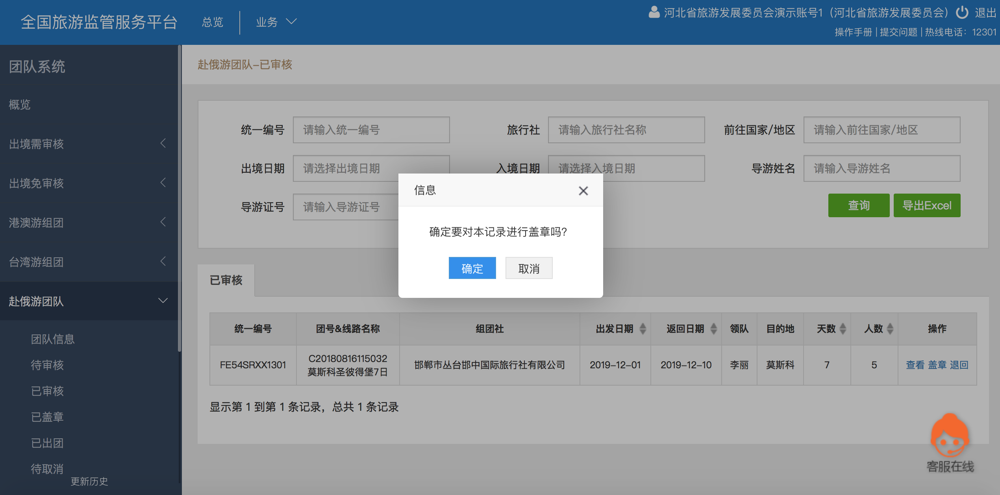 全国旅游监管服务平台
总览
业务
河北省旅游发展委员会演示账号1（河北省旅游发展委员会）
退出
操作手册 | 提交问题 | 热线电话：12301
团队系统
概览
出境需审核
出境免审核
港澳游组团
台湾游组团
赴俄游团队
团队信息
待审核
已审核
已盖章
已出团
待取消
更新历史
赴俄游团队-已审核
统一编号 请输入统一编号 旅行社 请输入旅行社名称 前往国家/地区 请输入前往国家/地区
出境日期 请选择出境日期 入境日期 请选择入境日期 导游姓名 请输入导游姓名
导游证号 请输入导游证号
查询 导出Excel
信息
确定要对本记录进行盖章吗?
确定 取消
已审核
统一编号 团号&线路名称 组团社 出发日期 返回日期 领队 目的地 天数 人数 操作
FE54SRXX1301 C20180816115032 莫斯科圣彼得堡7日 邯郸市丛台邯中国际旅行社有限公司 2019-12-01 2019-12-10 李丽 莫斯科 7 5 查看 盖章 退回
显示第 1 到第 1 条记录，总共 1 条记录
客服在线